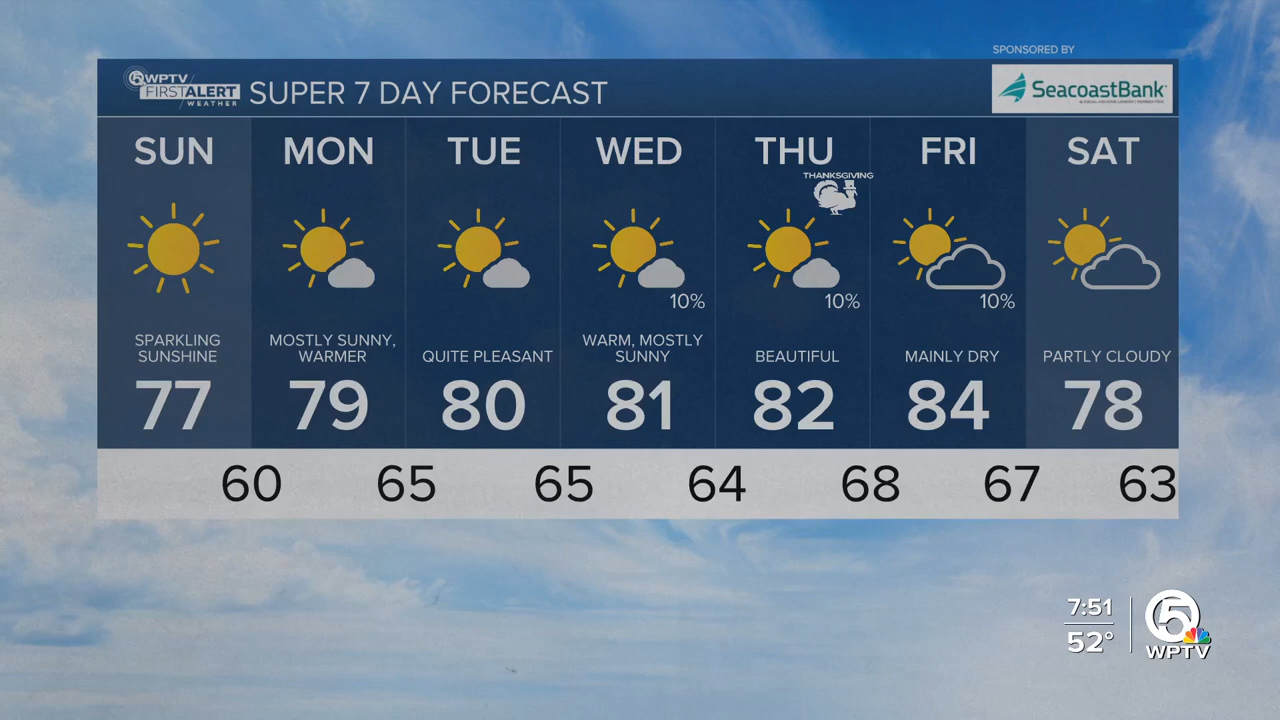 SPONSORED BY
5 WPTV
FIRST ALERT
WEATHER
SUPER 7 DAY FORECAST
SeacoastBank
SUN MON TUE WED THU FRI SAT
THANKSGIVING
10% 10% 10%
SPARKLING
SUNSHINE
MOSTLY SUNNY,
WARMER
QUITE PLEASANT
WARM, MOSTLY
SUNNY
BEAUTIFUL
MAINLY DRY
PARTLY CLOUDY
77 79 80 81 82 84 78
60 65 65 64 68 67 63
7:51
52°
5
WPTV